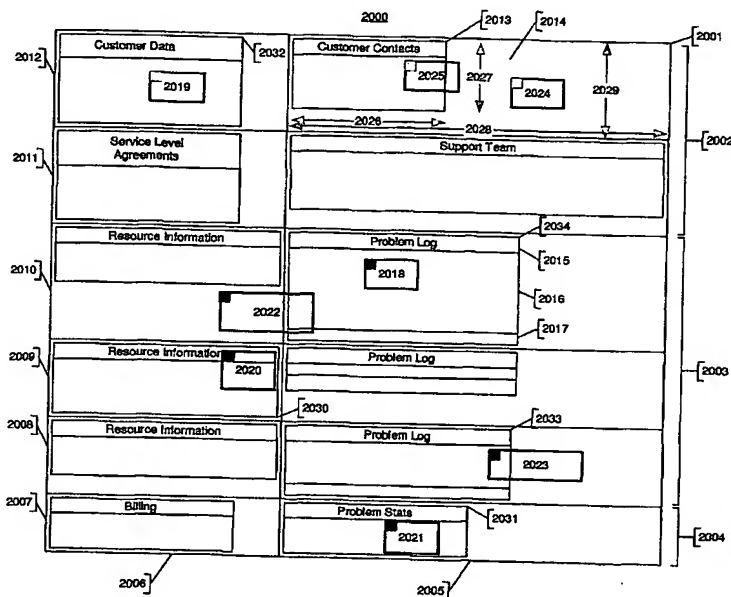 2000
2013
2014
2001
2012
Customer Data
2032
Customer Contacts
2019
2025
2027
2024
2029
2026
2028
2002
2011
Service Level
Agreements
Support Team
2034
Resource Information
Problem Log
2015
2010
2018
2016
2022
2017
2009
Resource Information
Problem Log
2003
2020
2030
2008
Resource Information
Problem Log
2033
2023
2007
Billing
Problem Stats
2031
2021
2004
2006
2005